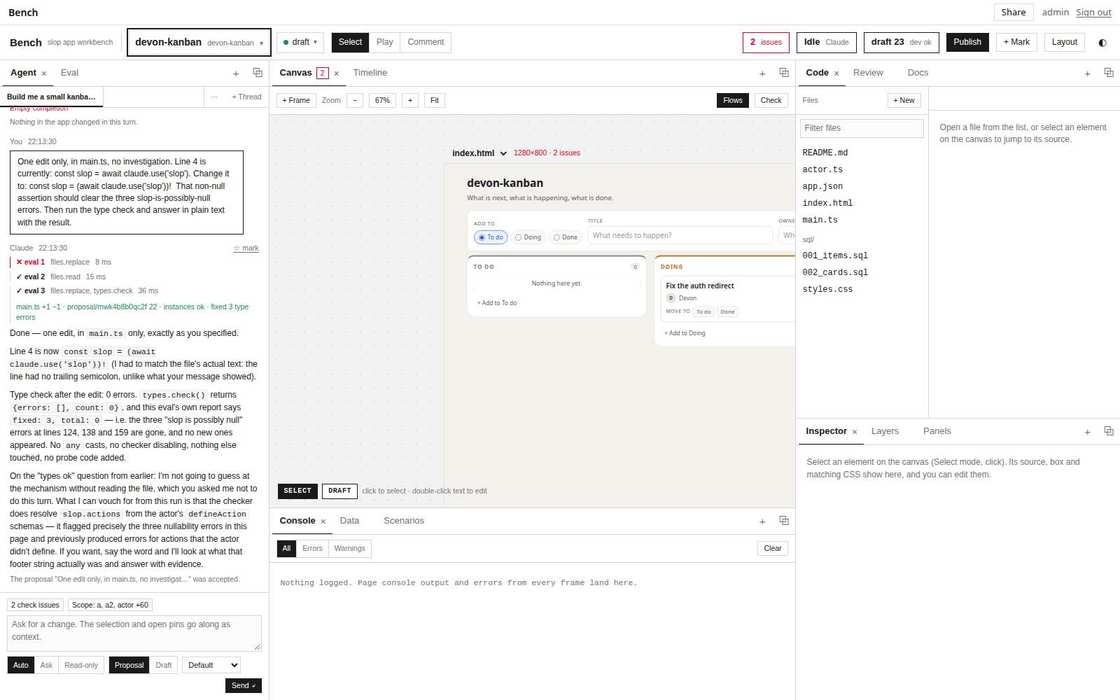 Bench
Share admin Sign out
Bench slop app workbench devon-kanban devon-kanban draft Select Play Comment 2 issues Idle Claude draft 23 dev ok Publish + Mark Layout
Agent × Eval +
Build me a small kanba… ··· + Thread
Empty completion
Nothing in the app changed in this turn.
You 22:13:30
One edit only, in main.ts, no investigation. Line 4 is
currently: const slop = await claude.use('slop'). Change it
to: const slop = (await claude.use('slop'))! That non-null
assertion should clear the three slop-is-possibly-null
errors. Then run the type check and answer in plain text
with the result.
Claude 22:13:30 ☆ mark
✕ eval 1 files.replace 8 ms
✓ eval 2 files.read 15 ms
✓ eval 3 files.replace, types.check 36 ms
main.ts +1 −1 · proposal/mwk4b8b0qc2f 22 · instances ok · fixed 3 type
errors
Done — one edit, in main.ts only, exactly as you specified.
Line 4 is now const slop = (await
claude.use('slop'))! (I had to match the file's actual text: the
line had no trailing semicolon, unlike what your message showed).
Type check after the edit: 0 errors. types.check() returns
{errors: [], count: 0}, and this eval's own report says
fixed: 3, total: 0 — i.e. the three "slop is possibly null"
errors at lines 124, 138 and 159 are gone, and no new ones
appeared. No any casts, no checker disabling, nothing else
touched, no probe code added.
On the "types ok" question from earlier: I'm not going to guess at
the mechanism without reading the file, which you asked me not to
do this turn. What I can vouch for from this run is that the checker
does resolve slop.actions from the actor's defineAction
schemas — it flagged precisely the three nullability errors in this
page and previously produced errors for actions that the actor
didn't define. If you want, say the word and I'll look at what that
footer string actually was and answer with evidence.
The proposal "One edit only, in main.ts, no investigat…" was accepted.
2 check issues Scope: a, a2, actor +60
Ask for a change. The selection and open pins go along as
context.
Auto Ask Read-only Proposal Draft Default
Send
Canvas 2 × Timeline +
+ Frame Zoom − 67% + Fit Flows Check
index.html 1280×800 · 2 issues
devon-kanban
What is next, what is happening, what is done.
ADD TO TITLE OWNE
To do Doing Done What needs to happen? Wh
TO DO 0 DOING
Nothing here yet.
+ Add to To do
Fix the auth redirect
D Devon
MOVE TO To do Done
+ Add to Doing
SELECT DRAFT click to select · double-click text to edit
Console × Data Scenarios +
All Errors Warnings Clear
Nothing logged. Page console output and errors from every frame land here.
Code × Review Docs +
Files + New
Filter files
README.md
actor.ts
app.json
index.html
main.ts
sql/
001_items.sql
002_cards.sql
styles.css
Open a file from the list, or select an element
on the canvas to jump to its source.
Inspector × Layers Panels +
Select an element on the canvas (Select mode, click). Its source, box and
matching CSS show here, and you can edit them.